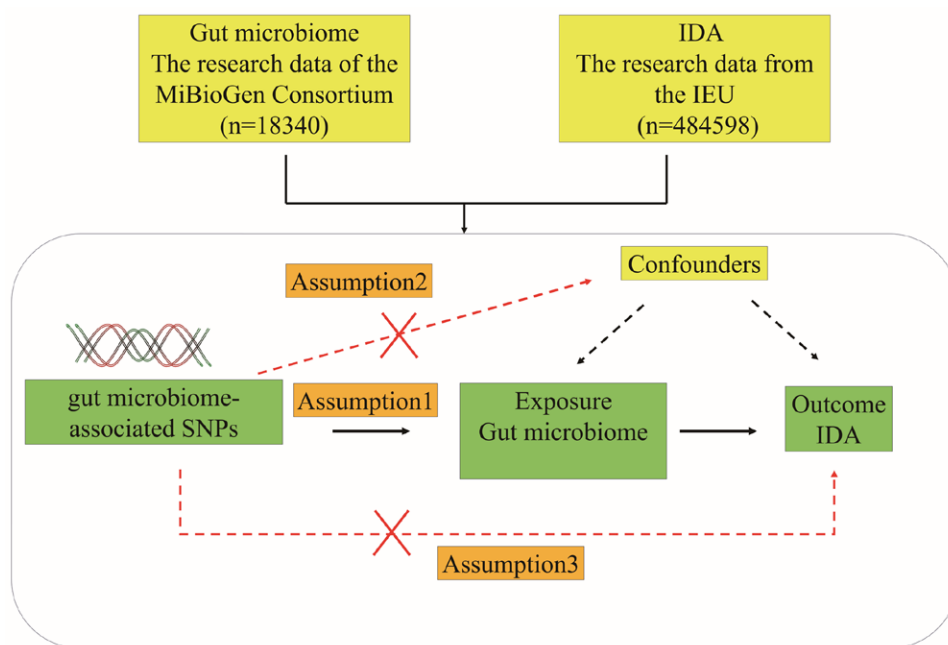 Gut microbiome
The research data of the
MiBioGen Consortium
(n=18340)
IDA
The research data from
the IEU
(n=484598)
Confounders
Assumption2
gut microbiome-
associated SNPs
Assumption1
Exposure
Gut microbiome
Outcome
IDA
Assumption3